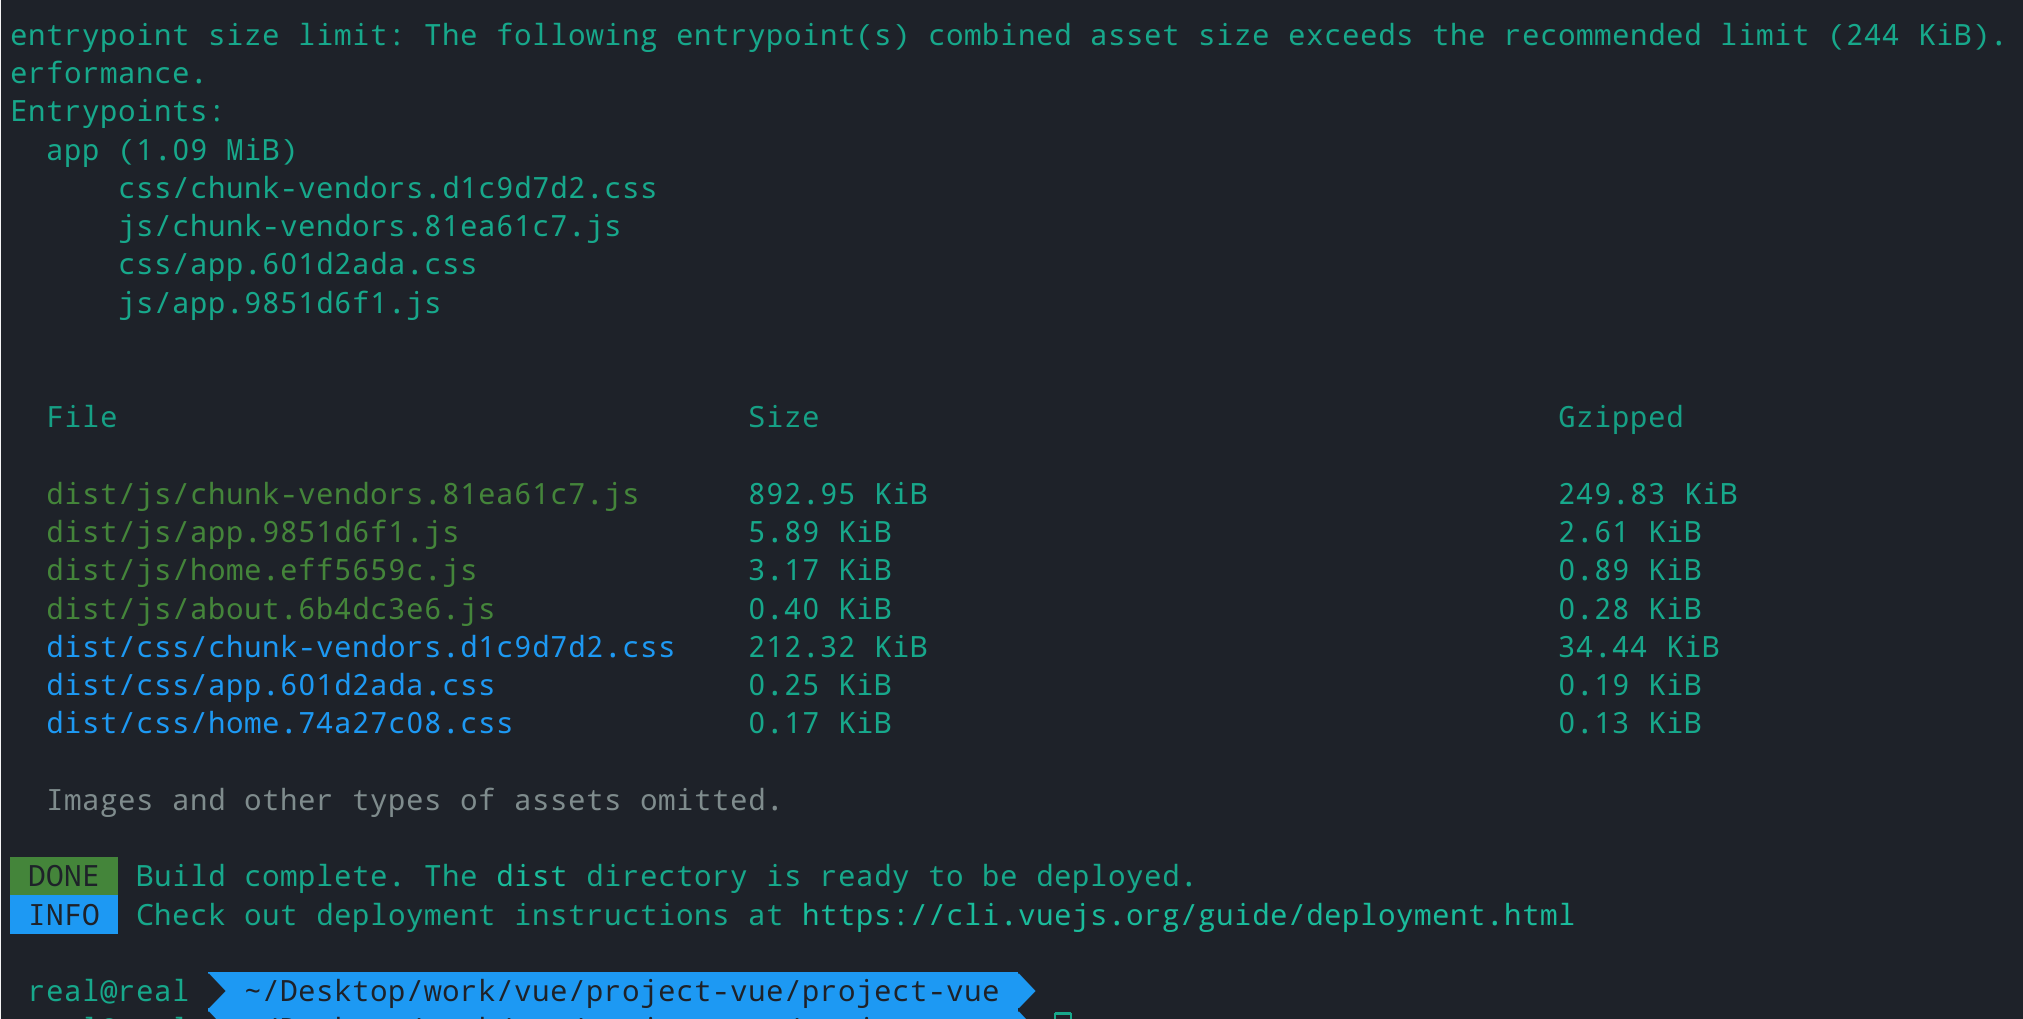 entrypoint size limit: The following entrypoint(s) combined asset size exceeds the recommended limit (244 KiB).
erformance.
Entrypoints:
app (1.09 MiB)
css/chunk-vendors.d1c9d7d2.css
js/chunk-vendors.81ea61c7.js
css/app.601d2ada.css
js/app.9851d6f1.js
File Size Gzipped
dist/js/chunk-vendors.81ea61c7.js 892.95 KiB 249.83 KiB
dist/js/app.9851d6f1.js 5.89 KiB 2.61 KiB
dist/js/home.eff5659c.js 3.17 KiB 0.89 KiB
dist/js/about.6b4dc3e6.js 0.40 KiB 0.28 KiB
dist/css/chunk-vendors.d1c9d7d2.css 212.32 KiB 34.44 KiB
dist/css/app.601d2ada.css 0.25 KiB 0.19 KiB
dist/css/home.74a27c08.css 0.17 KiB 0.13 KiB
Images and other types of assets omitted.
DONE Build complete. The dist directory is ready to be deployed.
INFO Check out deployment instructions at https://cli.vuejs.org/guide/deployment.html
real@real ~/Desktop/work/vue/project-vue/project-vue